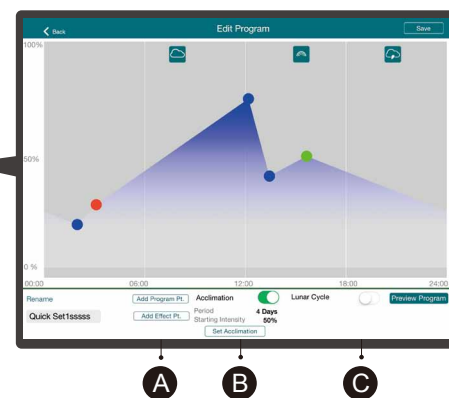 Back Edit Program Save
100%
50%
0 %
00:00 06:00 12:00 18:00 24:00
Rename Add Program Pt. Acclimation Lunar Cycle Preview Program
Quick Set1sssss Add Effect Pt. Period 4 Days
Starting Intensity 50%
Set Acclimation
A B C